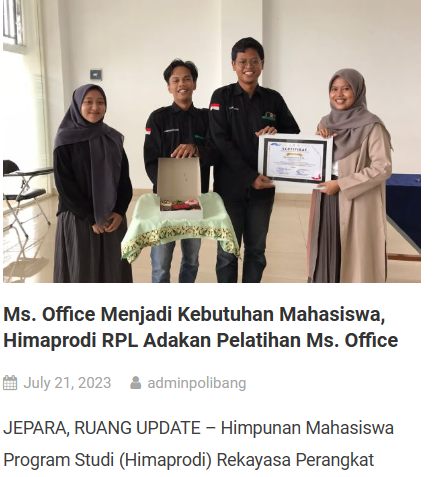 SERTIFIKAT
Ms. Office Menjadi Kebutuhan Mahasiswa,
Himaprodi RPL Adakan Pelatihan Ms. Office
July 21, 2023 adminpolibang
JEPARA, RUANG UPDATE – Himpunan Mahasiswa
Program Studi (Himaprodi) Rekayasa Perangkat